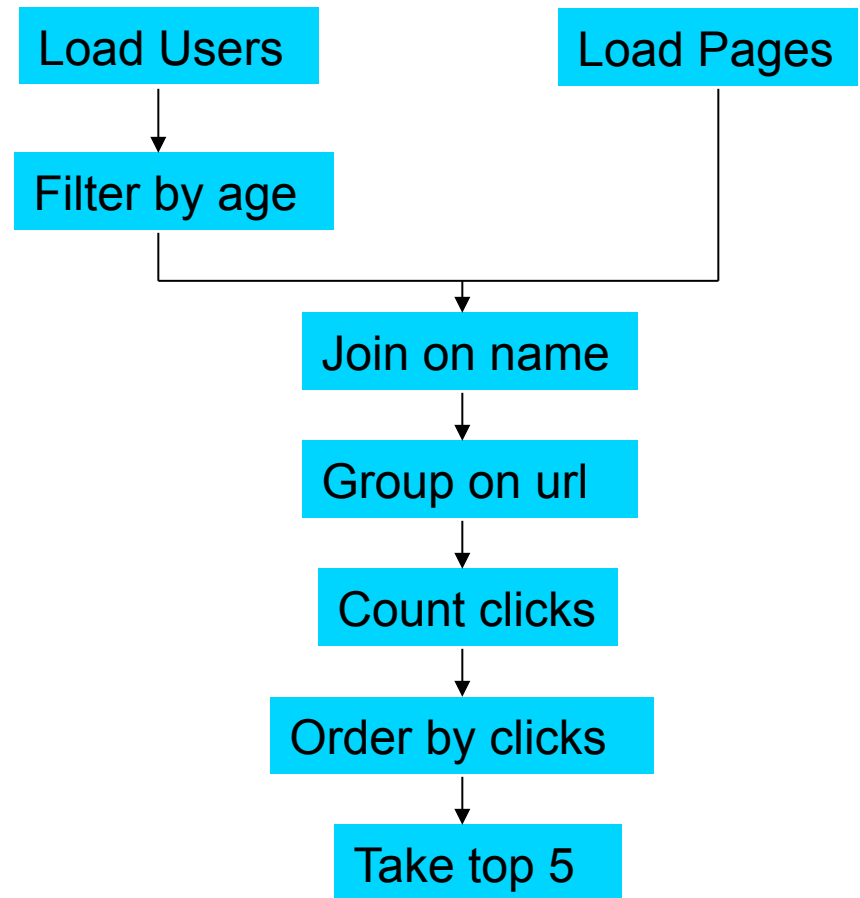 Load Users
Load Pages
Filter by age
Join on name
Group on url
Count clicks
Order by clicks
Take top 5